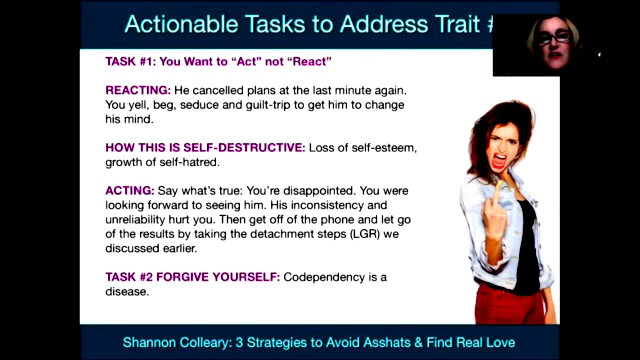 Actionable Tasks to Address Trait #
TASK #1: You Want to “Act” not “React”
REACTING: He cancelled plans at the last minute again.
You yell, beg, seduce and guilt-trip to get him to change
his mind.
HOW THIS IS SELF-DESTRUCTIVE: Loss of self-esteem,
growth of self-hatred.
ACTING: Say what’s true: You’re disappointed. You were
looking forward to seeing him. His inconsistency and
unreliability hurt you. Then get off of the phone and let go
of the results by taking the detachment steps (LGR) we
discussed earlier.
TASK #2 FORGIVE YOURSELF: Codependency is a
disease.
Shannon Colleary: 3 Strategies to Avoid Asshats & Find Real Love